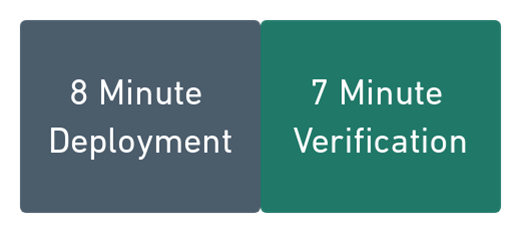 8 Minute
Deployment
7 Minute
Verification